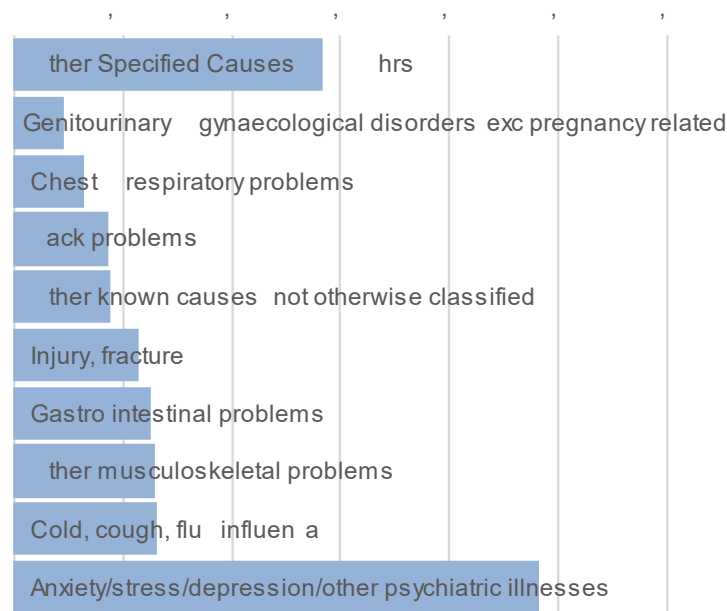 , , , , , ,
ther Specified Causes hrs
Genitourinary gynaecological disorders exc pregnancy related
Chest respiratory problems
ack problems
ther known causes not otherwise classified
Injury, fracture
Gastro intestinal problems
ther musculoskeletal problems
Cold, cough, flu influen a
Anxiety/stress/depression/other psychiatric illnesses